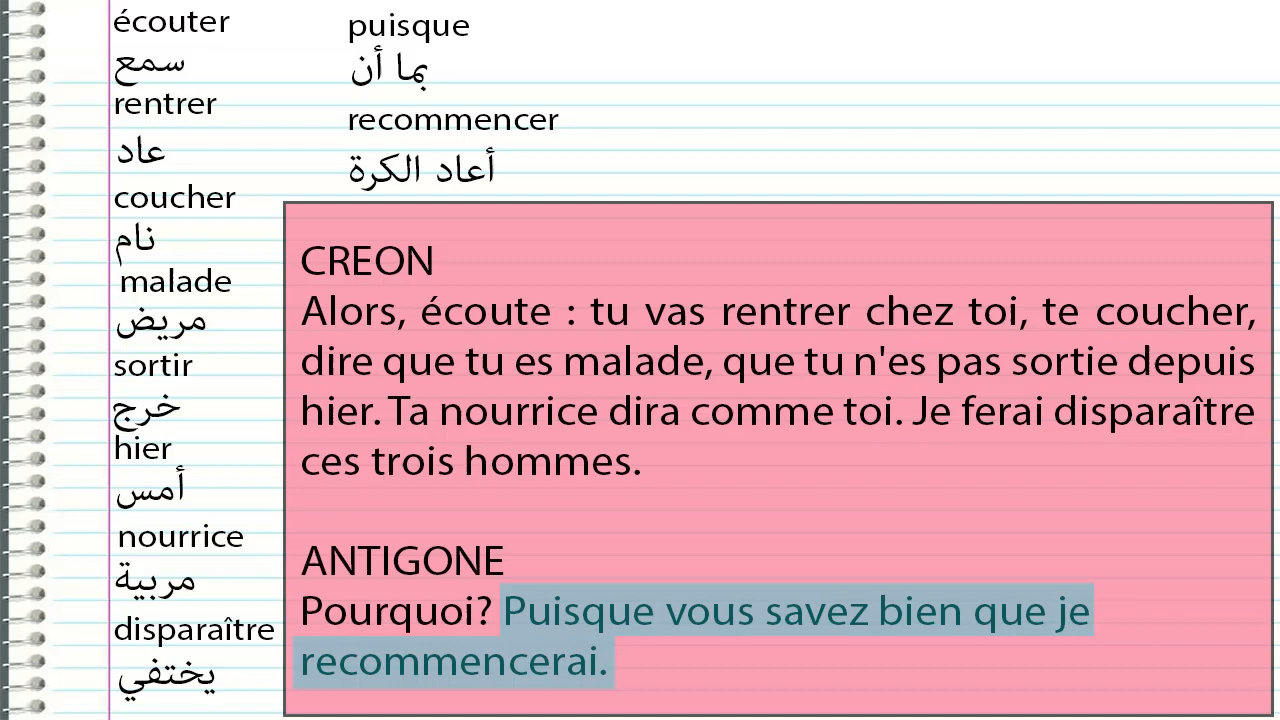 écouter
سمع
rentrer
عاد
coucher
نام
malade
مريض
sortir
خرج
hier
أمس
nourrice
مربية
disparaître
يختفي
puisque
بما أن
recommencer
أعاد الكرة
CREON
Alors, écoute : tu vas rentrer chez toi, te coucher,
dire que tu es malade, que tu n'es pas sortie depuis
hier. Ta nourrice dira comme toi. Je ferai disparaître
ces trois hommes.
ANTIGONE
Pourquoi? Puisque vous savez bien que je
recommencerai.